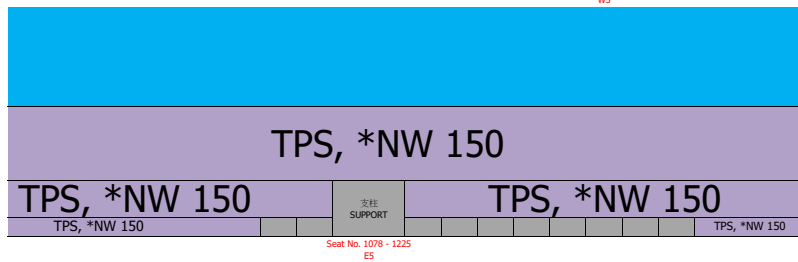 W5
TPS, *NW 150
TPS, *NW 150
支柱
SUPPORT
TPS, *NW 150
TPS, *NW 150
TPS, *NW 150
Seat No. 1078 - 1225
E5